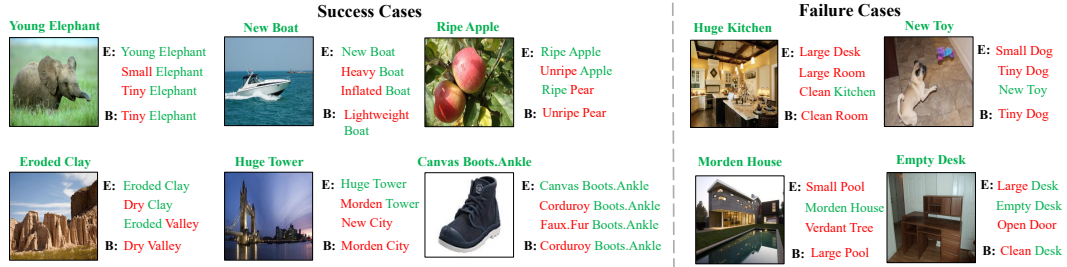 Success Cases
Failure Cases
Young Elephant
E: Young Elephant
Small Elephant
Tiny Elephant
B: Tiny Elephant
New Boat
E: New Boat
Heavy Boat
Inflated Boat
B: Lightweight
Boat
Ripe Apple
E: Ripe Apple
Unripe Apple
Ripe Pear
B: Unripe Pear
Huge Kitchen
E: Large Desk
Large Room
Clean Kitchen
B: Clean Room
New Toy
E: Small Dog
Tiny Dog
New Toy
B: Tiny Dog
Eroded Clay
E: Eroded Clay
Dry Clay
Eroded Valley
B: Dry Valley
Huge Tower
E: Huge Tower
Morden Tower
New City
B: Morden City
Canvas Boots.Ankle
E: Canvas Boots.Ankle
Corduroy Boots.Ankle
Faux.Fur Boots.Ankle
B: Corduroy Boots.Ankle
Morden House
E: Small Pool
Morden House
Verdant Tree
B: Large Pool
Empty Desk
E: Large Desk
Empty Desk
Open Door
B: Clean Desk